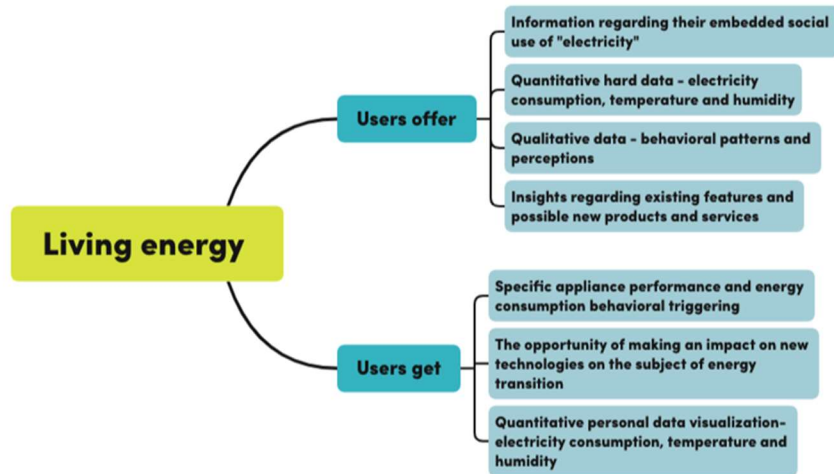 Living energy
Users offer
Information regarding their embedded social
use of "electricity"
Quantitative hard data - electricity
consumption, temperature and humidity
Qualitative data - behavioral patterns and
perceptions
Insights regarding existing features and
possible new products and services
Users get
Specific appliance performance and energy
consumption behavioral triggering
The opportunity of making an impact on new
technologies on the subject of energy
transition
Quantitative personal data visualization-
electricity consumption, temperature and
humidity